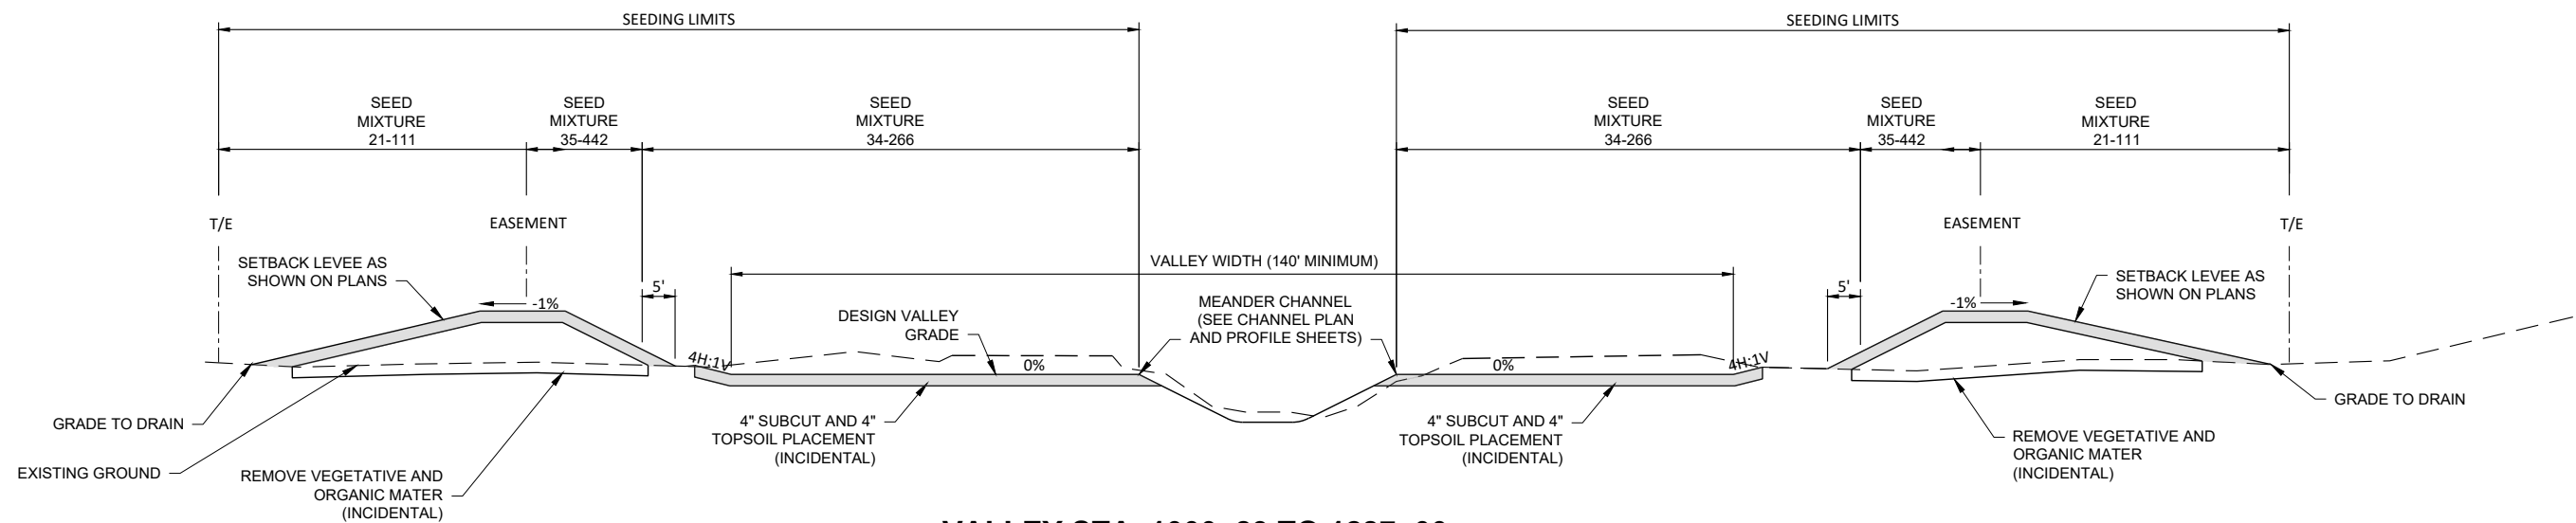 SEEDING LIMITS
SEEDING LIMITS
SEED
MIXTURE
21-111
SEED
MIXTURE
35-442
SEED
MIXTURE
34-266
SEED
MIXTURE
34-266
SEED
MIXTURE
35-442
SEED
MIXTURE
21-111
T/E
EASEMENT
EASEMENT
T/E
SETBACK LEVEE AS
SHOWN ON PLANS
-1%
5'
VALLEY WIDTH (140' MINIMUM)
DESIGN VALLEY
GRADE
MEANDER CHANNEL
(SEE CHANNEL PLAN
AND PROFILE SHEETS)
5'
-1%
SETBACK LEVEE AS
SHOWN ON PLANS
4H:1V
0%
0%
4H:1V
GRADE TO DRAIN
EXISTING GROUND
REMOVE VEGETATIVE AND
ORGANIC MATER
(INCIDENTAL)
4" SUBCUT AND 4"
TOPSOIL PLACEMENT
(INCIDENTAL)
4" SUBCUT AND 4"
TOPSOIL PLACEMENT
(INCIDENTAL)
REMOVE VEGETATIVE AND
ORGANIC MATER
(INCIDENTAL)
GRADE TO DRAIN
VALLEY STA
TO